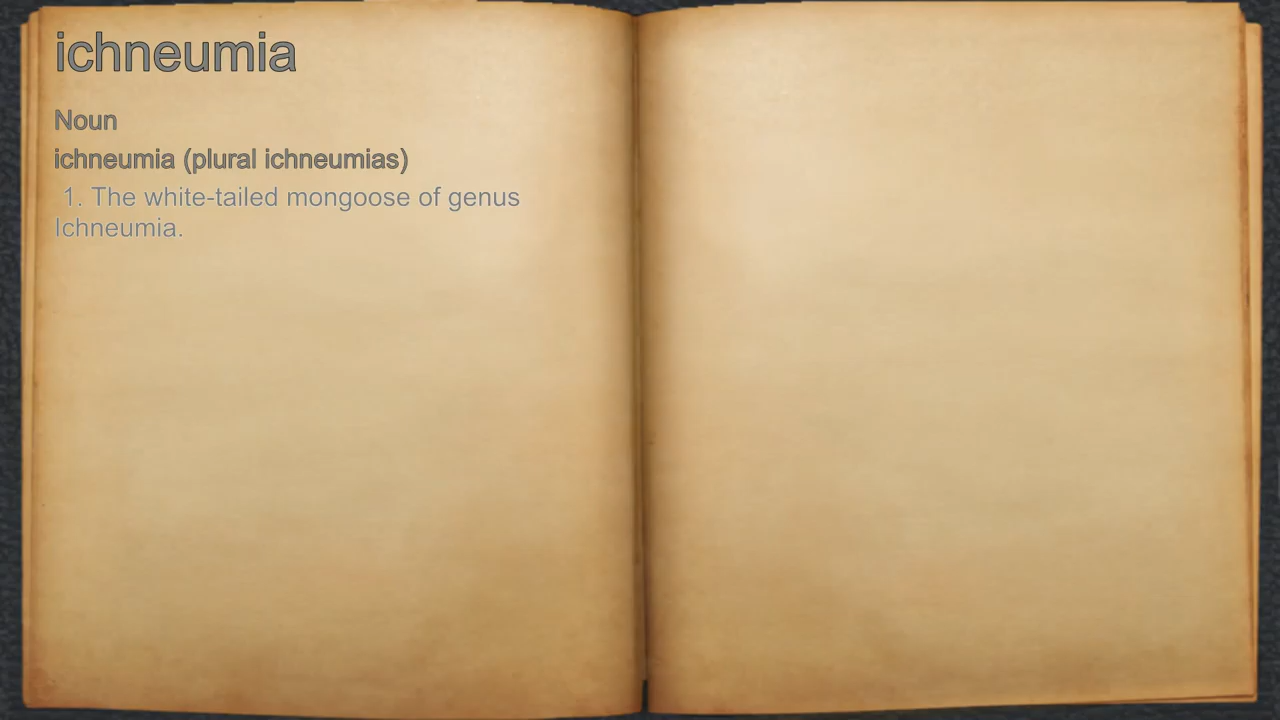 ichneumia
Noun
ichneumia (plural ichneumias)
1. The white-tailed mongoose of genus
Ichneumia.